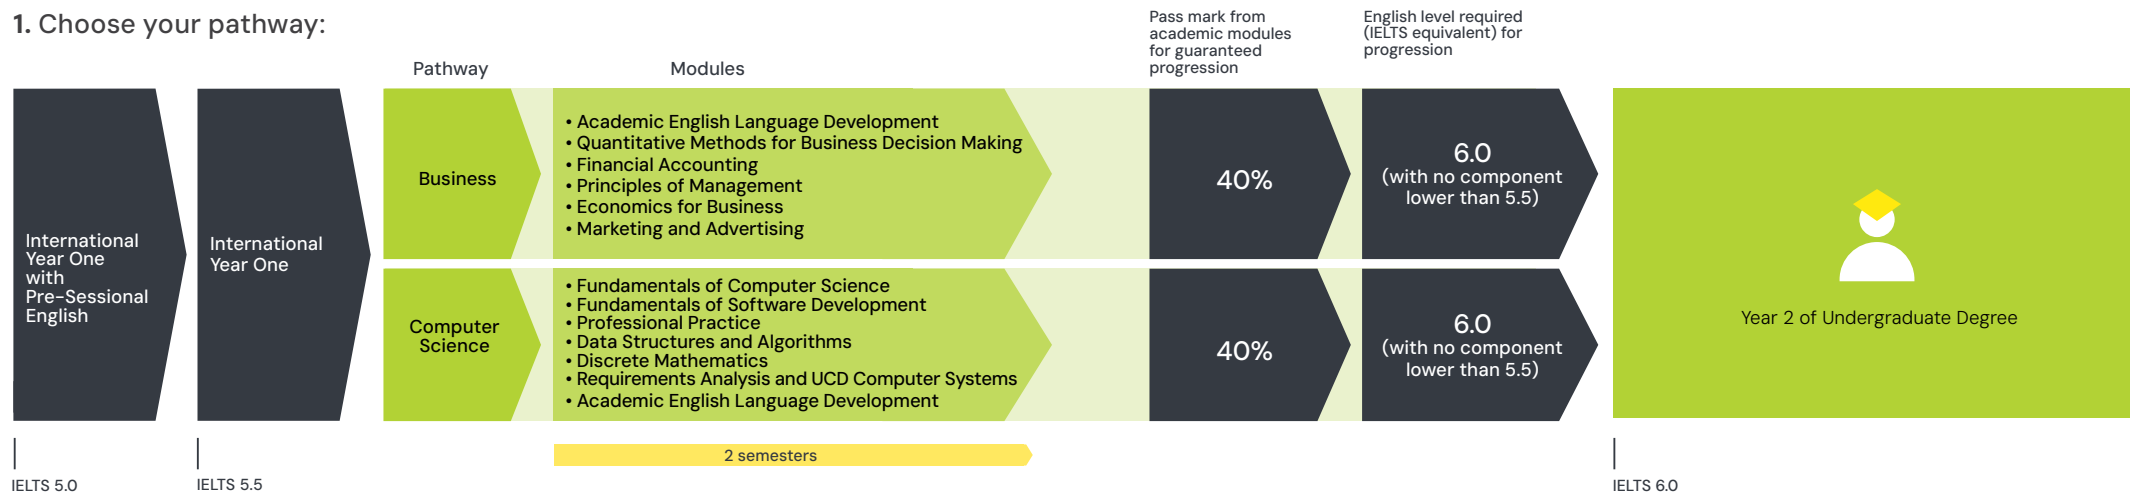 1. Choose your pathway:
Pathway
Modules
Pass mark from
academic modules
for guaranteed
progression
English level required
(IELTS equivalent) for
progression
International
Year One
with
Pre-Sessional
English
International
Year One
Business
• Academic English Language Development
• Quantitative Methods for Business Decision Making
• Financial Accounting
• Principles of Management
• Economics for Business
• Marketing and Advertising
40%
6.0
(with no component
lower than 5.5)
Computer
Science
• Fundamentals of Computer Science
• Fundamentals of Software Development
• Professional Practice
• Data Structures and Algorithms
• Discrete Mathematics
• Requirements Analysis and UCD Computer Systems
• Academic English Language Development
40%
6.0
(with no component
lower than 5.5)
Year 2 of Undergraduate Degree
2 semesters
IELTS 5.0
IELTS 5.5
IELTS 6.0